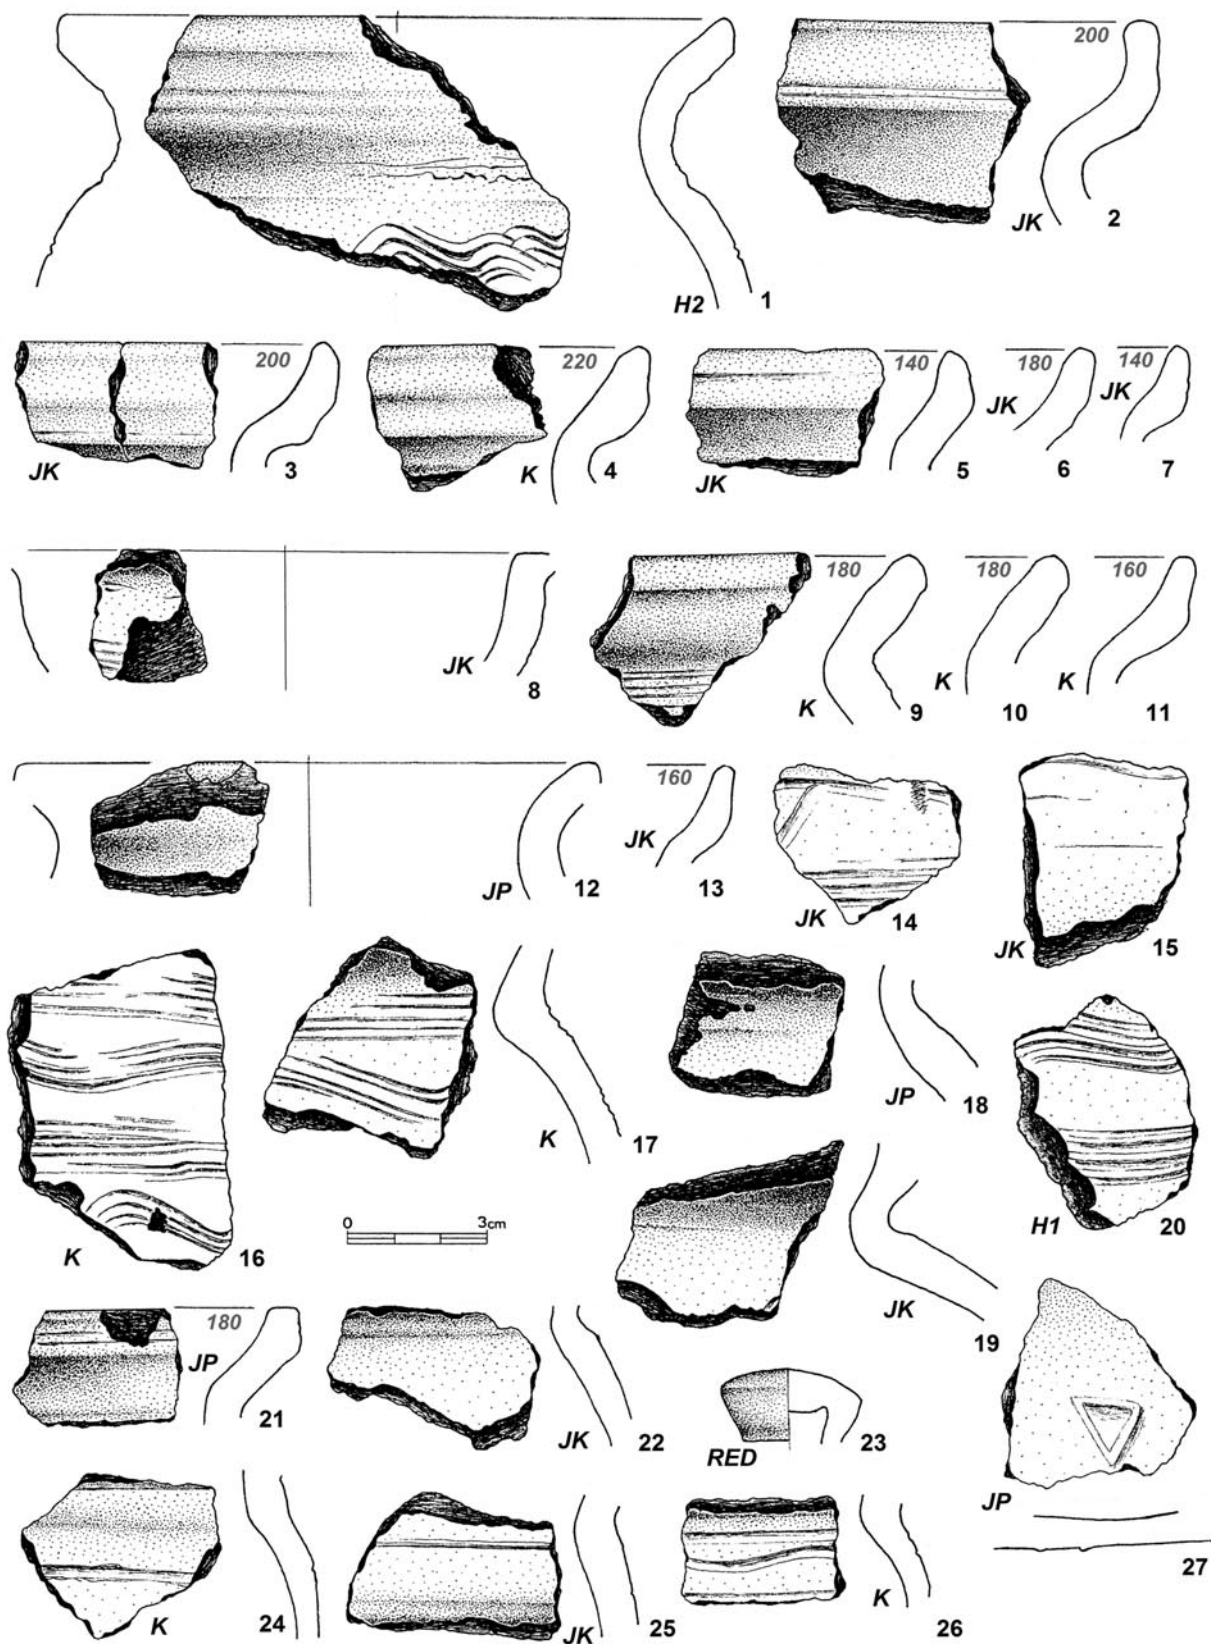 200
H2 1
JK 2
200 220 140 180 140
JK 3 K 4 JK 5 JK 6 JK 7
180 180 160
JK 8 K 9 K 10 K 11
160
JP 12 JK 13 JK 14 JK 15
K 16 K 17 JP 18 H1 20
0 3cm
JK 19
180
JP 21 JK 22 RED 23 JP 27
K 24 JK 25 K 26